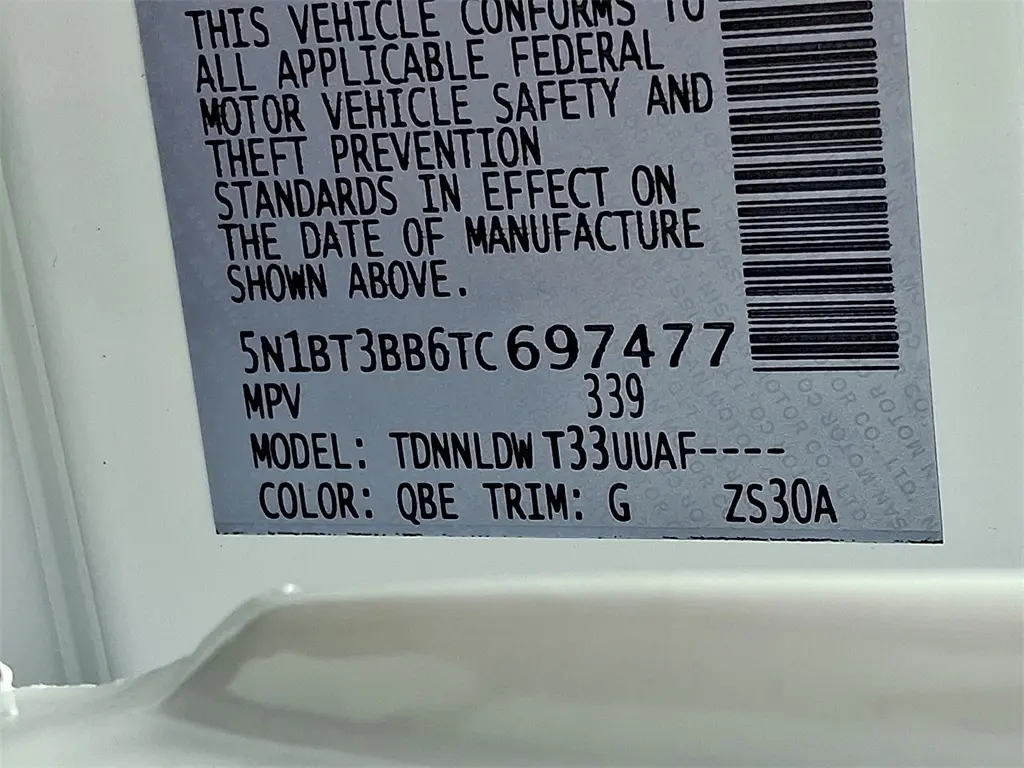 THIS VEHICLE CONFORMS TO
ALL APPLICABLE FEDERAL
MOTOR VEHICLE SAFETY AND
THEFT PREVENTION
STANDARDS IN EFFECT ON
THE DATE OF MANUFACTURE
SHOWN ABOVE.
5N1BT3BB6TC697477
MPV 339
MODEL: TDNNLDW T33UUAF----
COLOR: QBE TRIM: G ZS30A